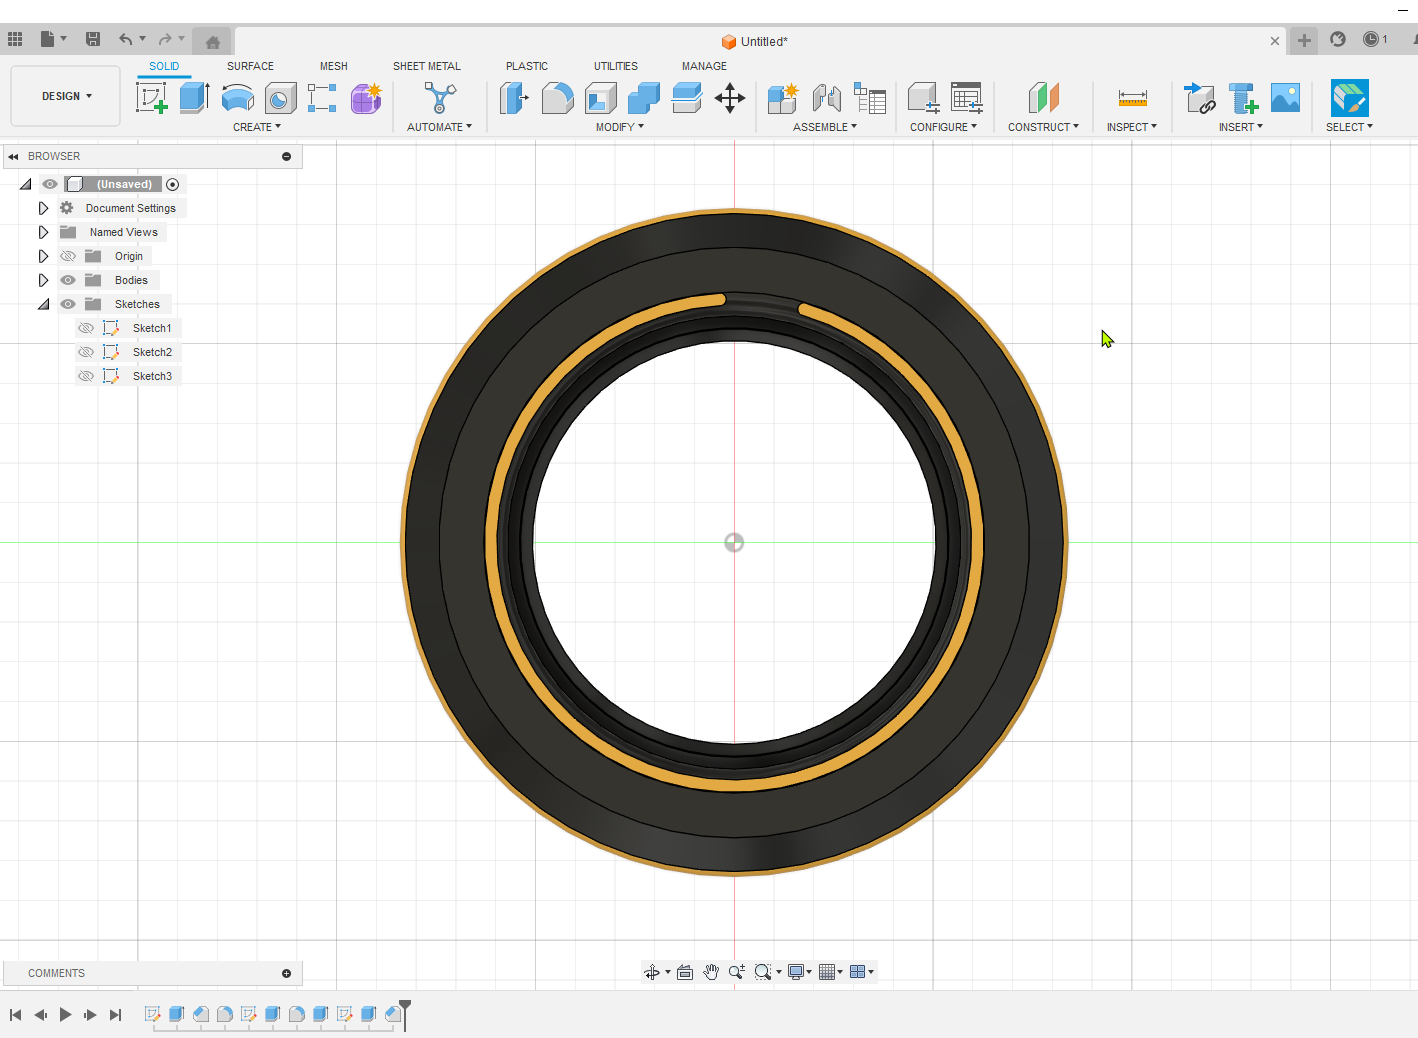 Untitled*
1
DESIGN
SOLID SURFACE MESH SHEET METAL PLASTIC UTILITIES MANAGE
CREATE AUTOMATE MODIFY ASSEMBLE CONFIGURE CONSTRUCT INSPECT INSERT SELECT
BROWSER
(Unsaved)
Document Settings
Named Views
Origin
Bodies
Sketches
Sketch1
Sketch2
Sketch3
COMMENTS